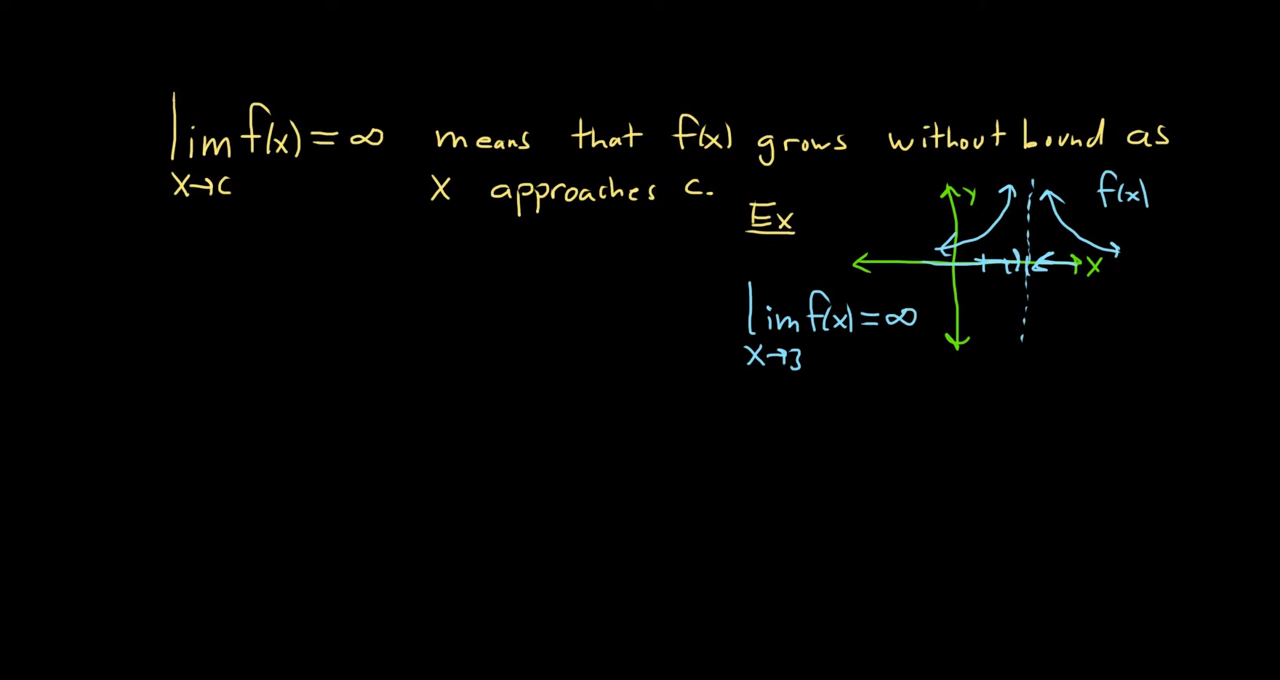 lim f(x) = ∞ means that f(x) grows without bound as
x→c x approaches c.
Ex
y
f(x)
x
lim f(x) = ∞
x→3